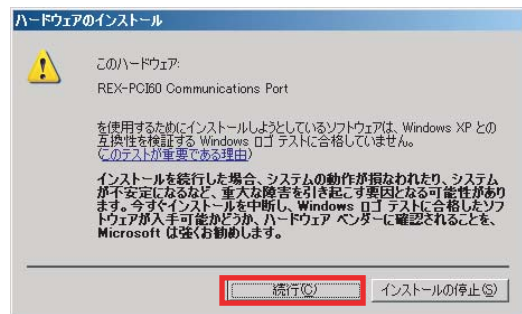 ハードウェアのインストール
このハードウェア:
REX-PCI60 Communications Port
を使用するためにインストールしようとしているソフトウェアは、Windows XP との
互換性を検証する Windows ロゴ テストに合格していません。
(このテストが重要である理由)
インストールを続行した場合、システムの動作が損なわれたり、システム
が不安定になるなど、重大な障害を引き起こす要因となる可能性があり
ます。今すぐインストールを中断し、Windows ロゴ テストに合格したソフ
トウェアが入手可能かどうか、ハードウェア ベンダーに確認されることを、
Microsoft は強くお勧めします。
続行(C) インストールの停止(S)